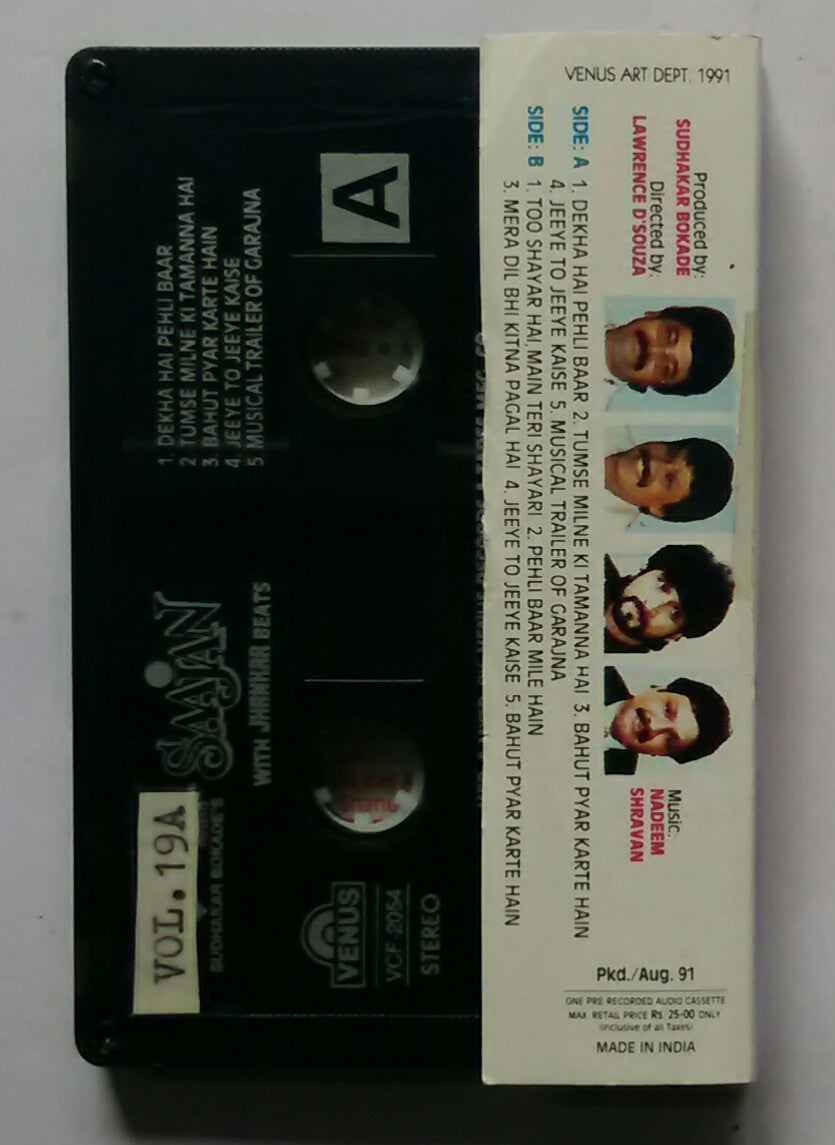 VENUS ART DEPT. 1991
Produced by:
SUDHAKAR BOKADE
Directed by:
LAWRENCE D'SOUZA
Music:
NADEEM
SHRAVAN
SIDE: A 1. DEKHA HAI PEHLI BAAR 2. TUMSE MILNE KI TAMANNA HAI 3. BAHUT PYAR KARTE HAIN
4. JEEYE TO JEEYE KAISE 5. MUSICAL TRAILER OF GARAJNA
SIDE: B 1. TOO SHAYAR HAI, MAIN TERI SHAYARI 2. PEHLI BAAR MILE HAIN
3. MERA DIL BHI KITNA PAGAL HAI 4. JEEYE TO JEEYE KAISE 5. BAHUT PYAR KARTE HAIN
Pkd./Aug. 91
ONE PRE RECORDED AUDIO CASSETTE
MAX. RETAIL PRICE Rs. 25-00 ONLY
(Inclusive of all Taxes)
MADE IN INDIA
A
1. DEKHA HAI PEHLI BAAR
2 TUMSE MILNE KI TAMANNA HAI
3 BAHUT PYAR KARTE HAIN
4 JEEYE TO JEEYE KAISE
5 MUSICAL TRAILER OF GARAJNA
SUDHAKAR BOKADE'S
SAAJAN
WITH JHANKAR BEATS
VOL. 19A
VENUS
VCF 2054
STEREO